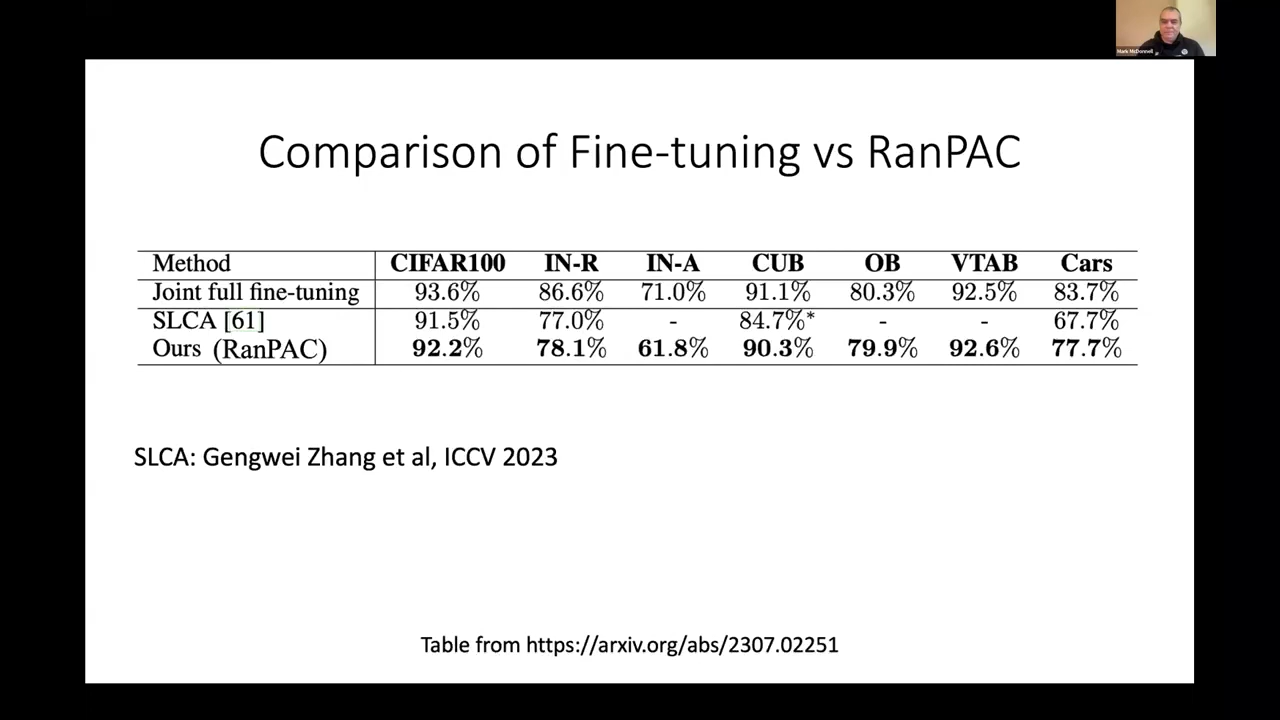 Mark McDonnell
Comparison of Fine-tuning vs RanPAC
Method CIFAR100 IN-R IN-A CUB OB VTAB Cars
Joint full fine-tuning 93.6% 86.6% 71.0% 91.1% 80.3% 92.5% 83.7%
SLCA [61] 91.5% 77.0% - 84.7%* - - 67.7%
Ours (RanPAC) 92.2% 78.1% 61.8% 90.3% 79.9% 92.6% 77.7%
SLCA: Gengwei Zhang et al, ICCV 2023
Table from https://arxiv.org/abs/2307.02251